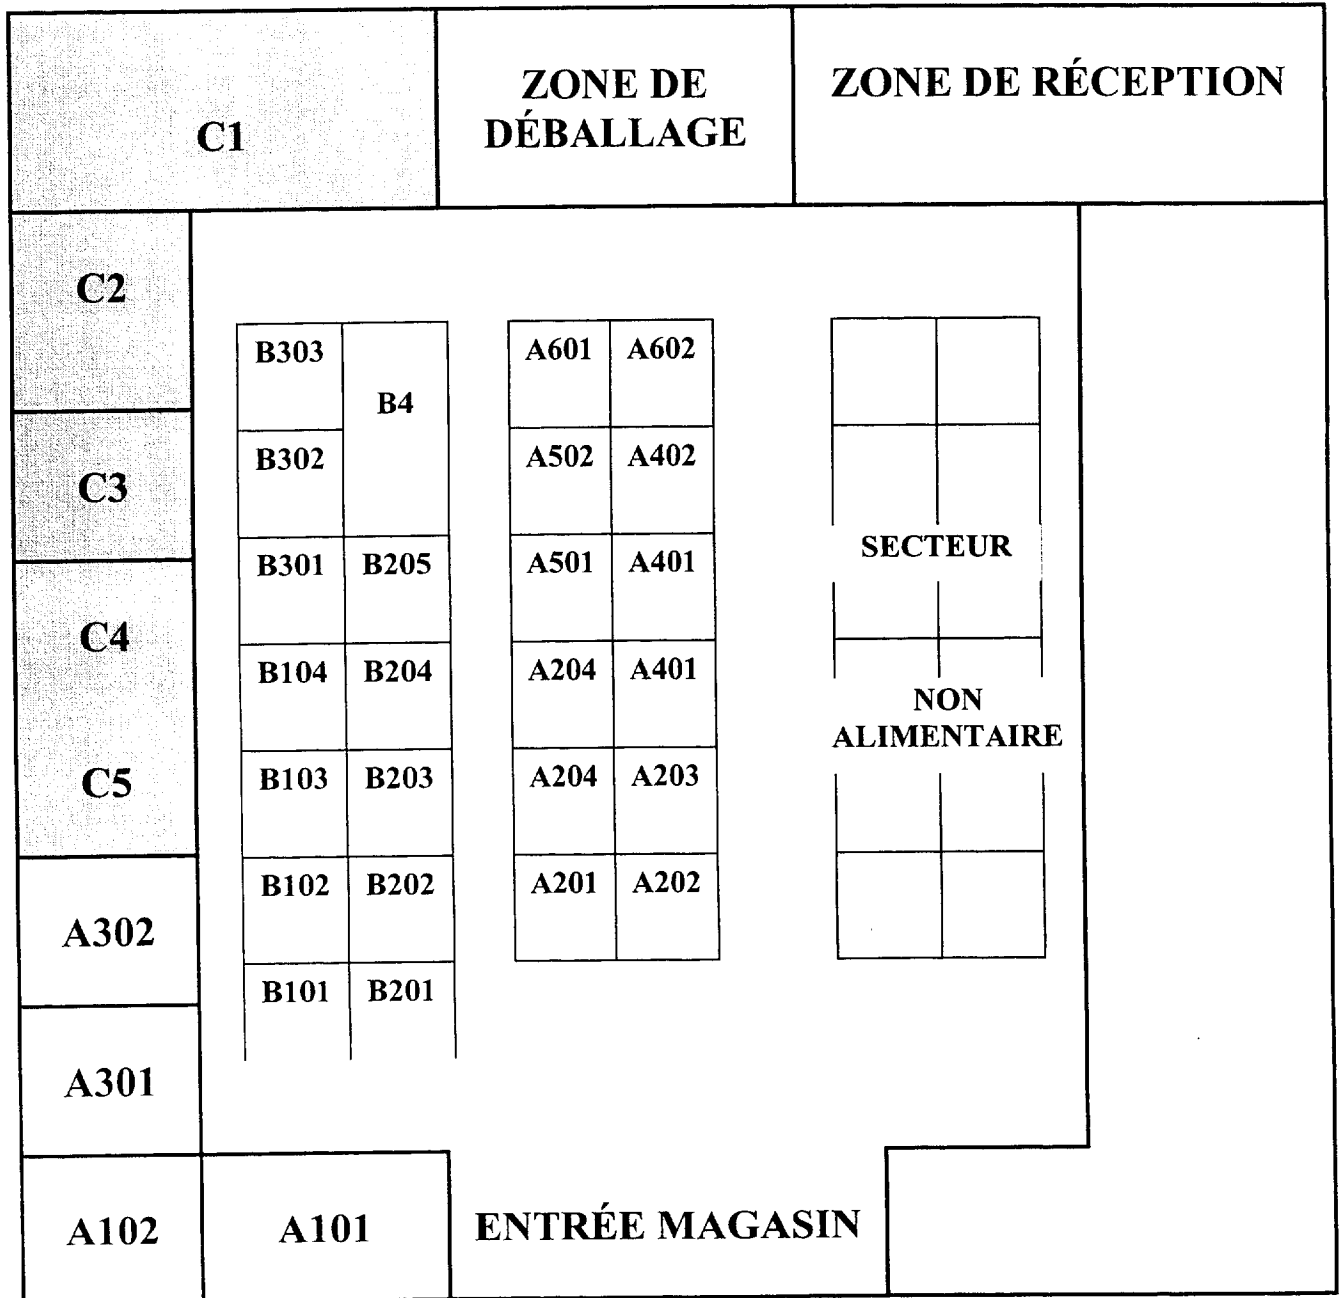 ZONE DE
DÉBALLAGE
ZONE DE RÉCEPTION
C1
C2
B303
B4
A601
A602
B302
A502
A402
C3
B301
B205
A501
A401
SECTEUR
C4
B104
B204
A204
A401
NON
ALIMENTAIRE
C5
B103
B203
A204
A203
B102
B202
A201
A202
A302
B101
B201
A301
A102
A101
ENTRÉE MAGASIN